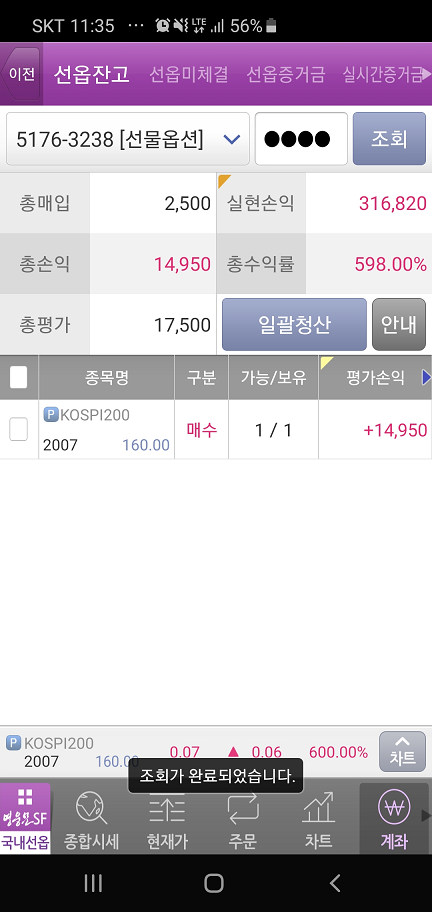 SKT 11:35 ... LTE 56%
이전 선옵잔고 선옵미체결 선옵증거금 실시간증거금
5176-3238 [선물옵션] ●●●● 조회
총매입 2,500 실현손익 316,820
총손익 14,950 총수익률 598.00%
총평가 17,500 일괄청산 안내
종목명 구분 가능/보유 평가손익
P KOSPI200
2007 160.00 매수 1 / 1 +14,950
P KOSPI200
2007 160.00 0.07 ▲ 0.06 600.00% 차트
조회가 완료되었습니다.
영웅문SF
국내선옵 종합시세 현재가 주문 차트 계좌